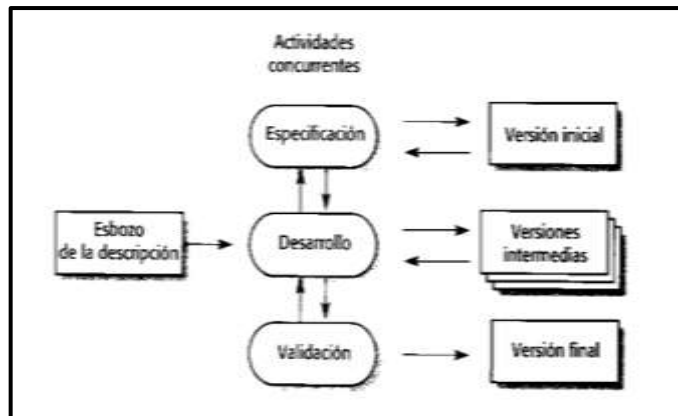 Actividades
concurrentes
Especificación
Versión inicial
Esbozo
de la descripción
Desarrollo
Versiones
intermedias
Validación
Versión final